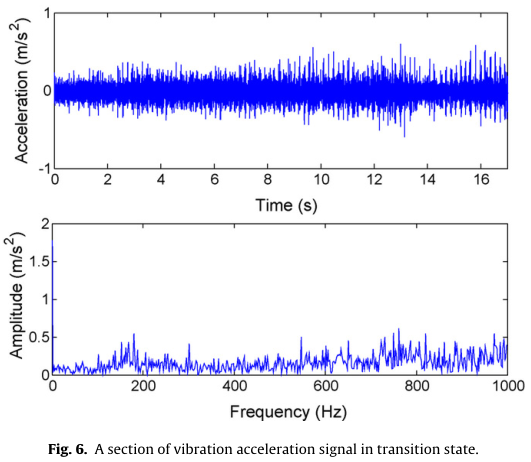 1
0
-1
Acceleration (m/s²)
0 2 4 6 8 10 12 14 16
Time (s)
2
1.5
1
0.5
0
Amplitude (m/s²)
200 400 600 800 1000
Frequency (Hz)
Fig. 6. A section of vibration acceleration signal in transition state.